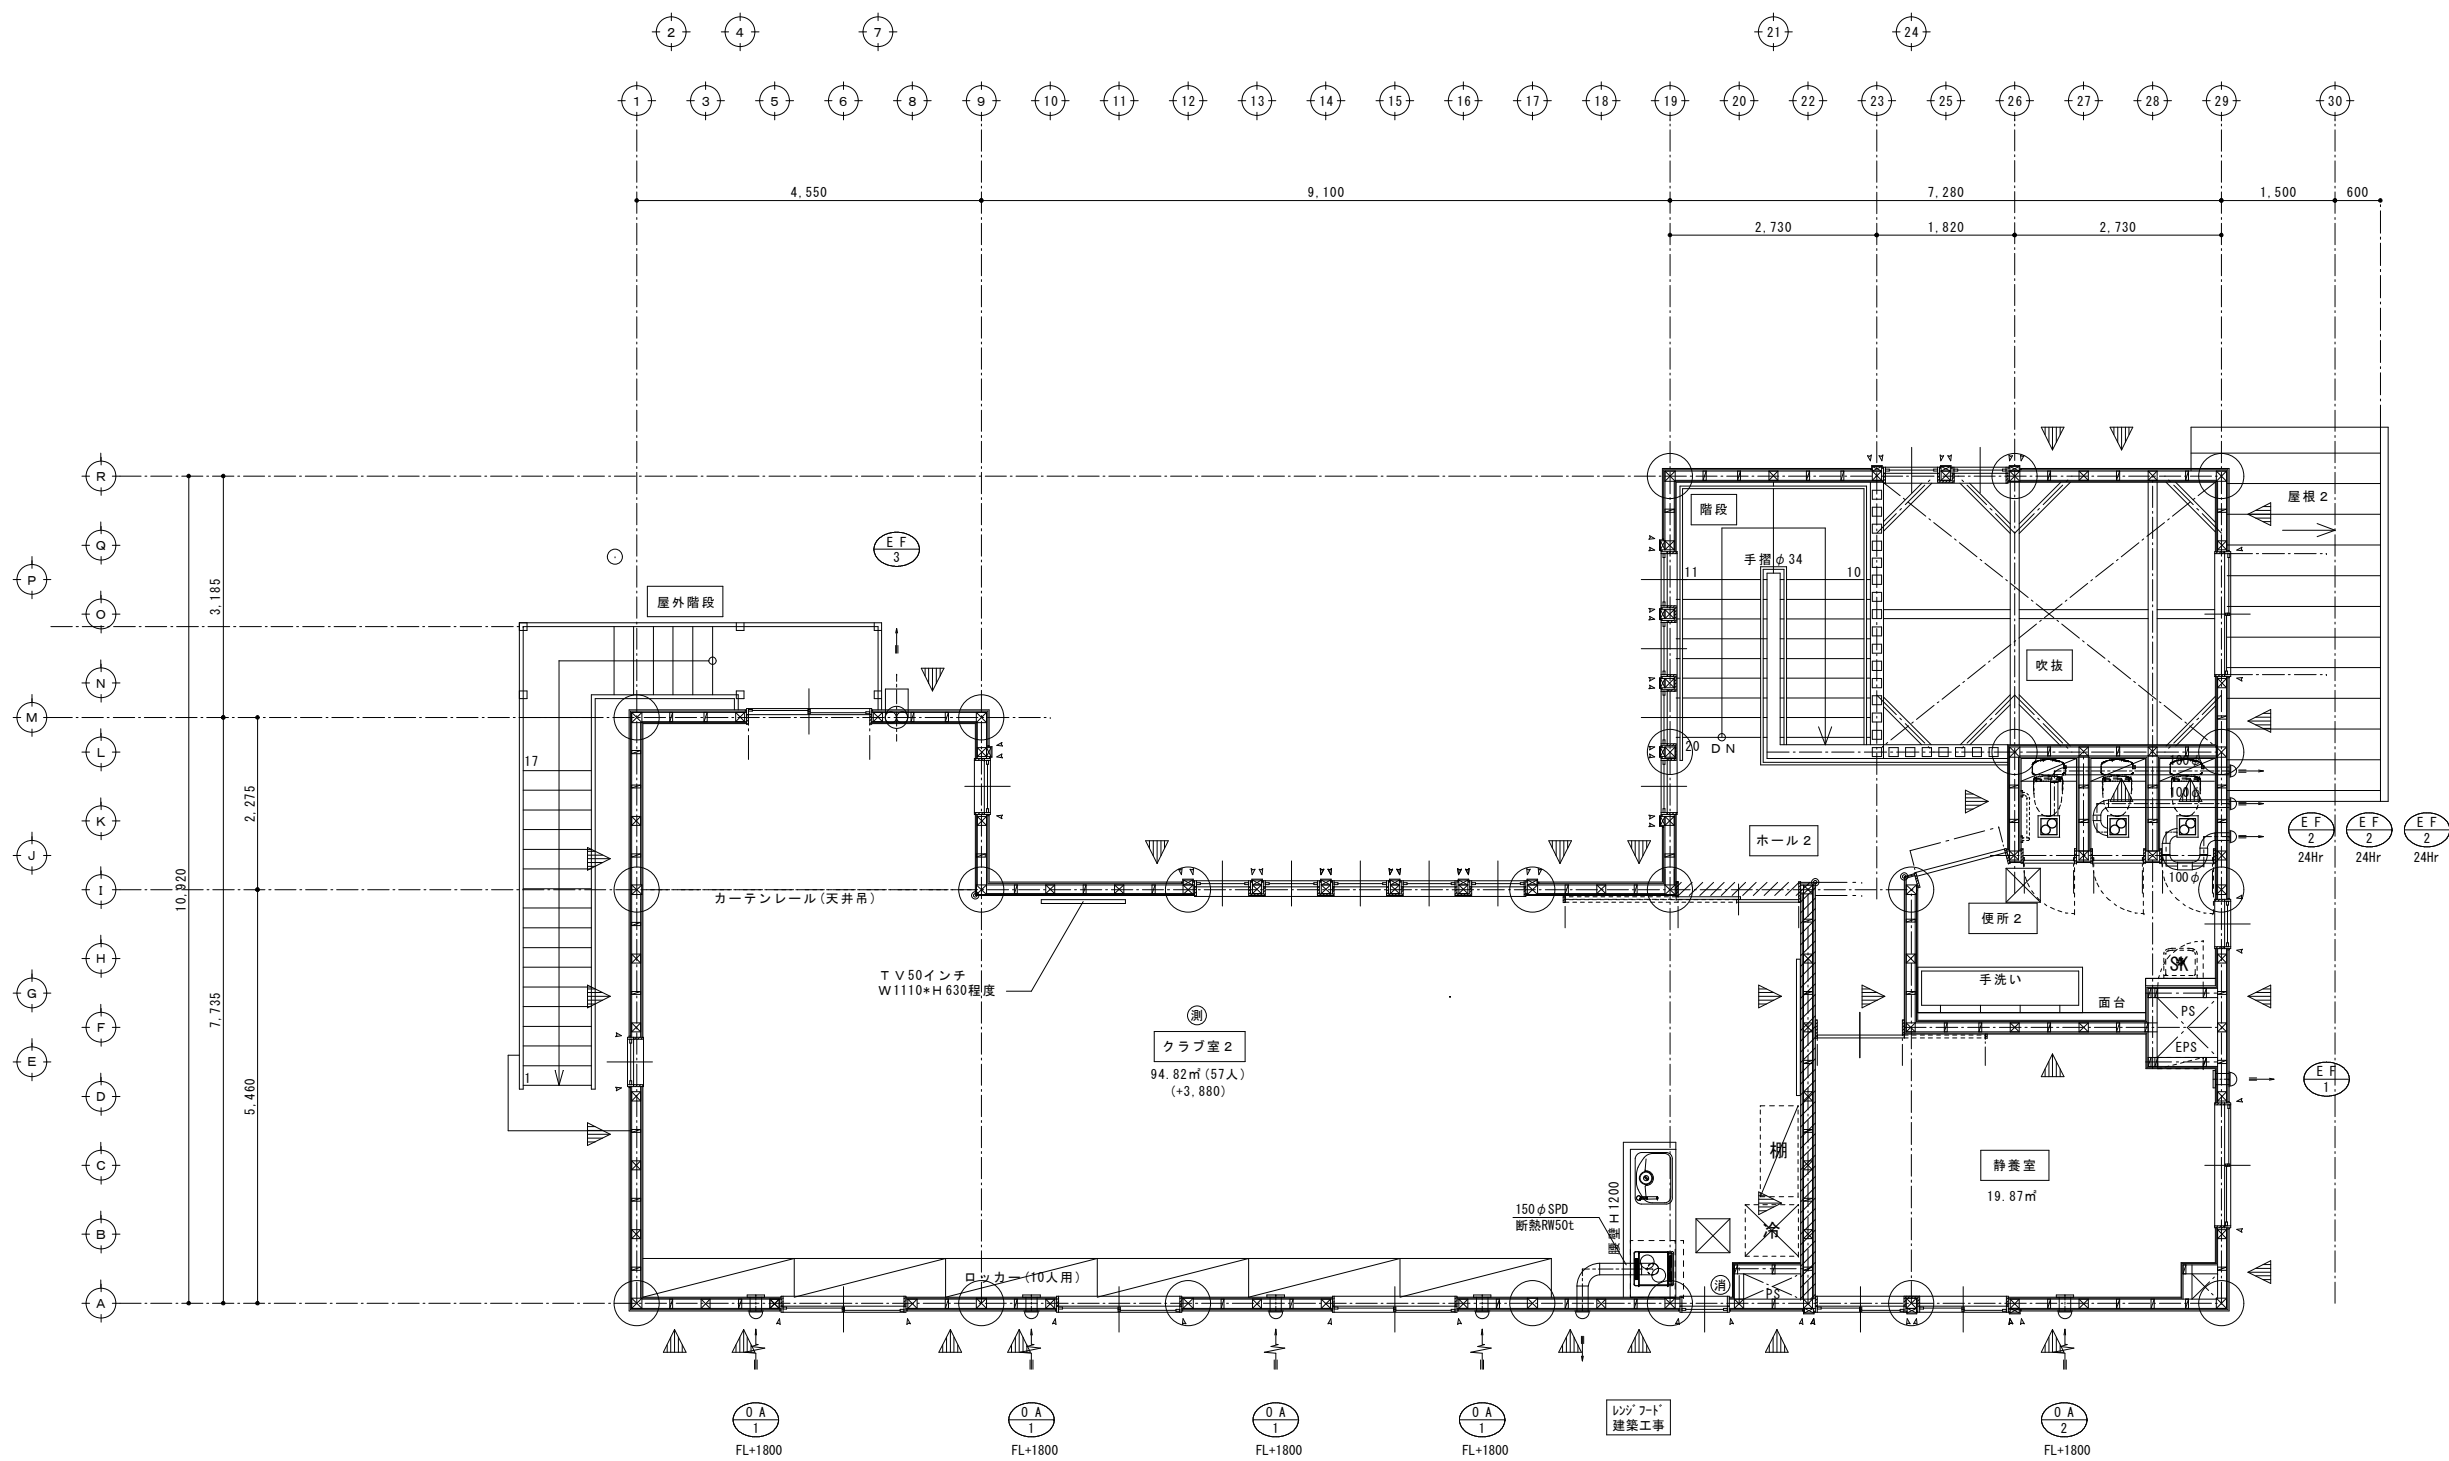 2 4 7 21 24
1 3 5 6 8 9 10 11 12 13 14 15 16 17 18 19 20 22 23 25 26 27 28 29 30
4,550 9,100 7,280 1,500 600
2,730 1,820 2,730
R
Q
P
O
N
M
L
K
J
I
H
G
F
E
D
C
B
A
10,920
3,185
7,735
2,275
5,460
EF
3
屋外階段
17
1
階段
手摺φ34
11 10
20 DN
吹抜
屋根2
ホール2
100φ
100φ
EF
2
24Hr
EF
2
24Hr
EF
2
24Hr
カーテンレール(天井吊)
TV50インチ
W1110*H630程度
測
クラブ室2
94.82㎡(57人)
(+3,880)
便所2
SK
手洗い
面台
PS
EPS
EF
1
静養室
19.87㎡
棚
冷
消
PS
150φSPD
断熱RW50t
腰壁H1200
ロッカー(10人用)
OA
1
FL+1800
OA
1
FL+1800
OA
1
FL+1800
OA
1
FL+1800
レンジフード
建築工事
OA
2
FL+1800